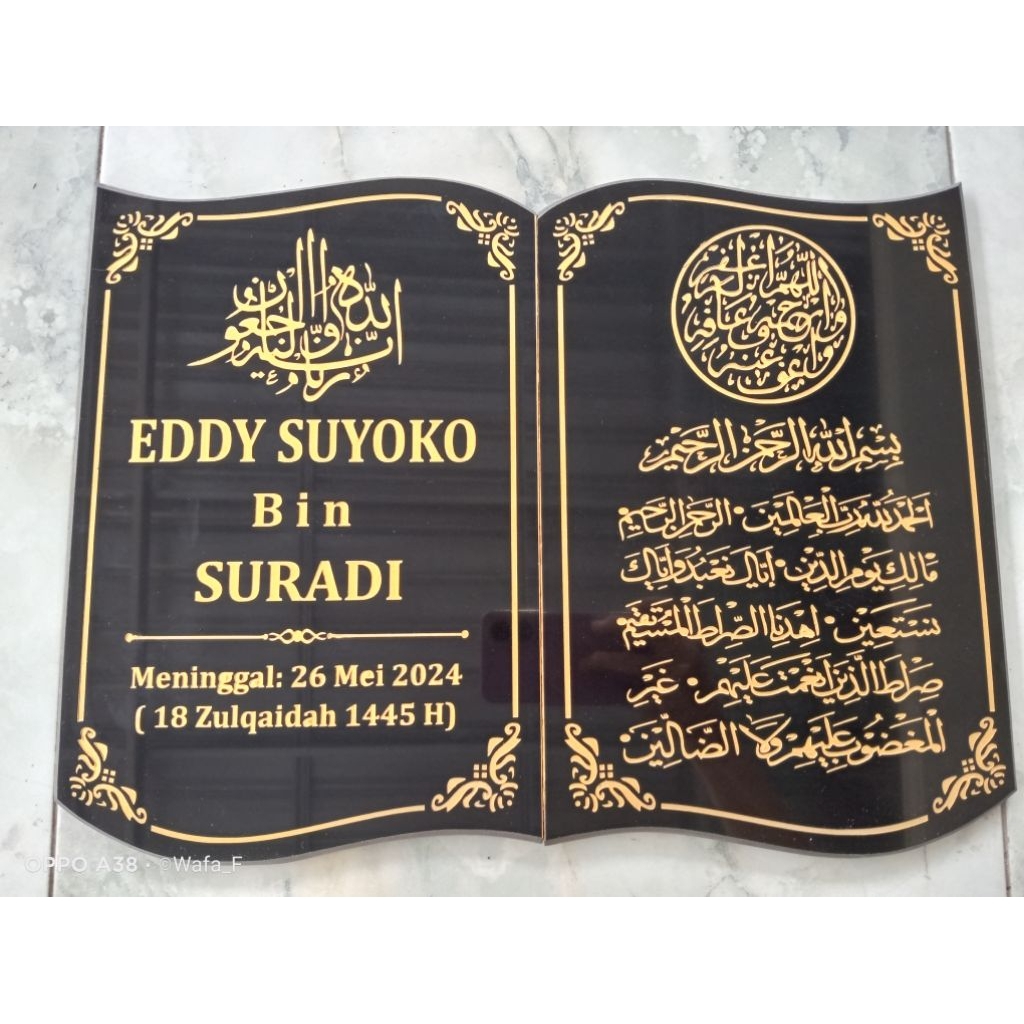 إنا لله وإنا إليه راجعون
EDDY SUYOKO
Bin
SURADI
Meninggal: 26 Mei 2024
( 18 Zulqaidah 1445 H)
اللهم اغفر له وارحمه وعافه واعف عنه
بسم الله الرحمن الرحيم
الحمد لله رب العالمين • الرحمن الرحيم
مالك يوم الدين • إياك نعبد وإياك
نستعين • اهدنا الصراط المستقيم
صراط الذين أنعمت عليهم • غير
المغضوب عليهم ولا الضالين
OPPO A38 · ©Wafa_F